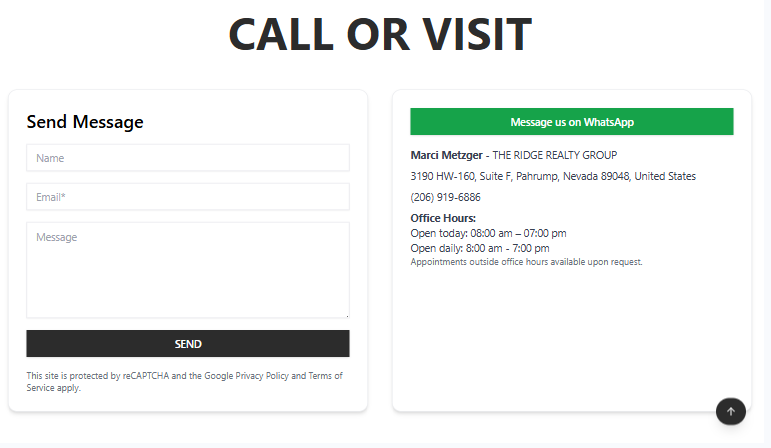 CALL OR VISIT
Send Message
Name
Email*
Message
SEND
This site is protected by reCAPTCHA and the Google Privacy Policy and Terms of
Service apply.
Message us on WhatsApp
Marci Metzger - THE RIDGE REALTY GROUP
3190 HW-160, Suite F, Pahrump, Nevada 89048, United States
(206) 919-6886
Office Hours:
Open today: 08:00 am – 07:00 pm
Open daily: 8:00 am - 7:00 pm
Appointments outside office hours available upon request.